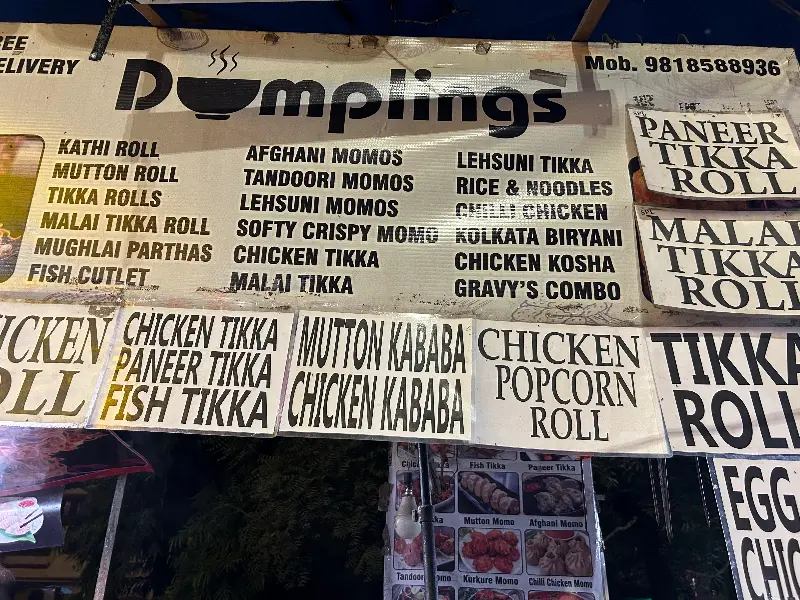 DELIVERY
Dumplings
Mob. 9818588936
KATHI ROLL
MUTTON ROLL
TIKKA ROLLS
MALAI TIKKA ROLL
MUGHLAI PARTHAS
FISH CUTLET
AFGHANI MOMOS
TANDOORI MOMOS
LEHSUNI MOMOS
SOFTY CRISPY MOMO
CHICKEN TIKKA
MALAI TIKKA
LEHSUNI TIKKA
RICE & NOODLES
CHILLI CHICKEN
KOLKATA BIRYANI
CHICKEN KOSHA
GRAVY'S COMBO
SPL
PANEER
TIKKA
ROLL
SPL
MALAI
TIKKA
ROLL
CHICKEN
ROLL
CHICKEN TIKKA
PANEER TIKKA
FISH TIKKA
MUTTON KABABA
CHICKEN KABABA
CHICKEN
POPCORN
ROLL
TIKKA
ROLL
EGG
CHIC
Fish Tikka
Paneer Tikka
Mutton Momo
Afghani Momo
Kurkure Momo
Chilli Chicken Momo